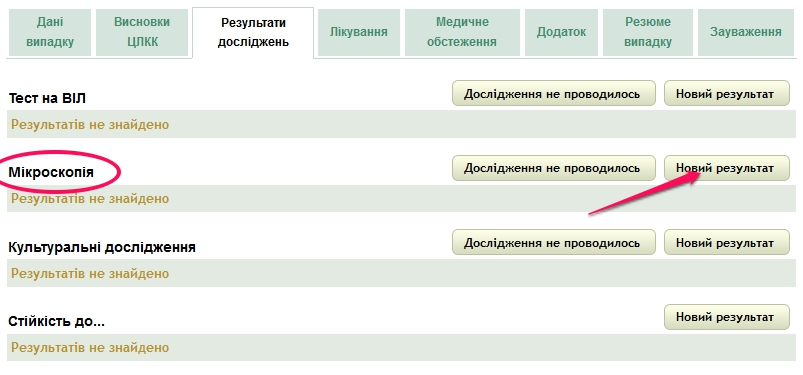 Дані випадку
Висновки ЦЛКК
Результати досліджень
Лікування
Медичне обстеження
Додаток
Резюме випадку
Зауваження
Тест на ВІЛ
Дослідження не проводилось
Новий результат
Результатів не знайдено
Мікроскопія
Дослідження не проводилось
Новий результат
Результатів не знайдено
Культуральні дослідження
Дослідження не проводилось
Новий результат
Результатів не знайдено
Стійкість до...
Новий результат
Результатів не знайдено